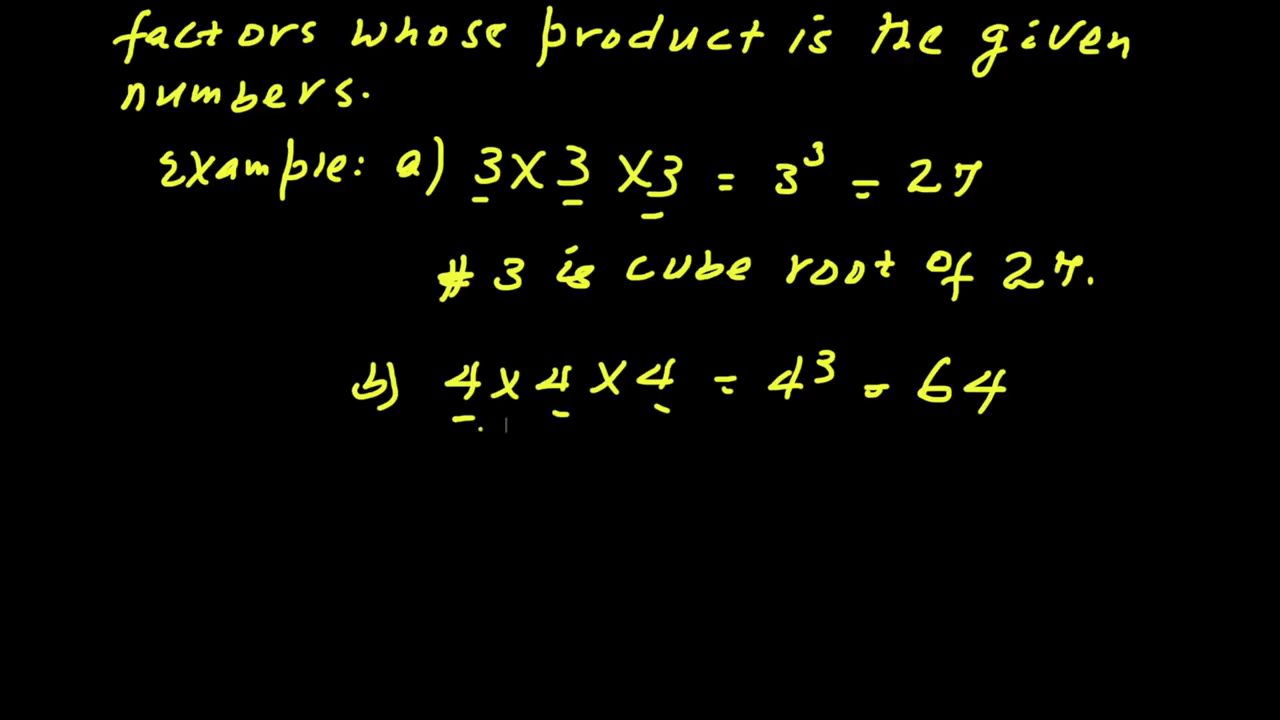 factors whose product is the given
numbers.
Example: a) 3 X 3 X 3 = 3³ = 27
# 3 is cube root of 27.
b) 4 x 4 X 4 = 4³ = 64